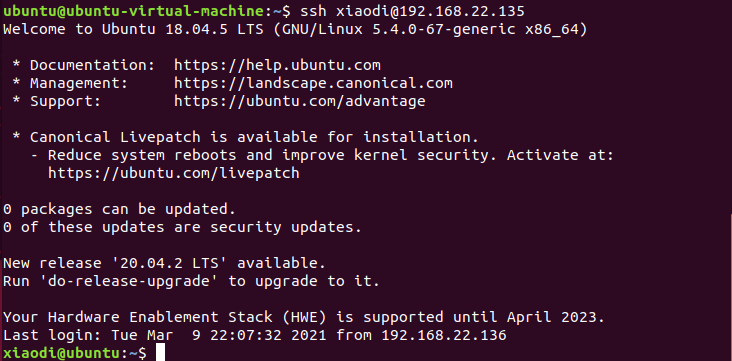 ubuntu@ubuntu-virtual-machine:~$ ssh xiaodi@192.168.22.135
Welcome to Ubuntu 18.04.5 LTS (GNU/Linux 5.4.0-67-generic x86_64)

 * Documentation:  https://help.ubuntu.com
 * Management:     https://landscape.canonical.com
 * Support:        https://ubuntu.com/advantage

 * Canonical Livepatch is available for installation.
   - Reduce system reboots and improve kernel security. Activate at:
     https://ubuntu.com/livepatch

0 packages can be updated.
0 of these updates are security updates.

New release '20.04.2 LTS' available.
Run 'do-release-upgrade' to upgrade to it.

Your Hardware Enablement Stack (HWE) is supported until April 2023.
Last login: Tue Mar  9 22:07:32 2021 from 192.168.22.136
xiaodi@ubuntu:~$